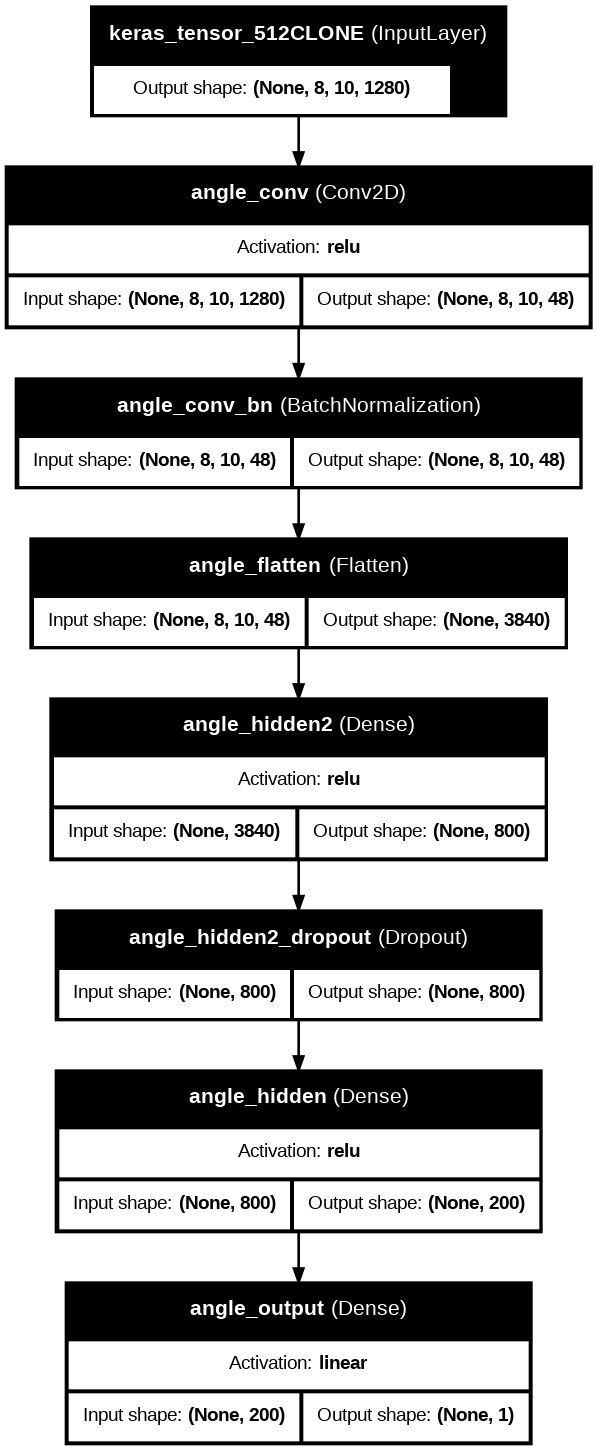 keras_tensor_512CLONE (InputLayer)
Output shape: (None, 8, 10, 1280)
angle_conv (Conv2D)
Activation: relu
Input shape: (None, 8, 10, 1280) Output shape: (None, 8, 10, 48)
angle_conv_bn (BatchNormalization)
Input shape: (None, 8, 10, 48) Output shape: (None, 8, 10, 48)
angle_flatten (Flatten)
Input shape: (None, 8, 10, 48) Output shape: (None, 3840)
angle_hidden2 (Dense)
Activation: relu
Input shape: (None, 3840) Output shape: (None, 800)
angle_hidden2_dropout (Dropout)
Input shape: (None, 800) Output shape: (None, 800)
angle_hidden (Dense)
Activation: relu
Input shape: (None, 800) Output shape: (None, 200)
angle_output (Dense)
Activation: linear
Input shape: (None, 200) Output shape: (None, 1)